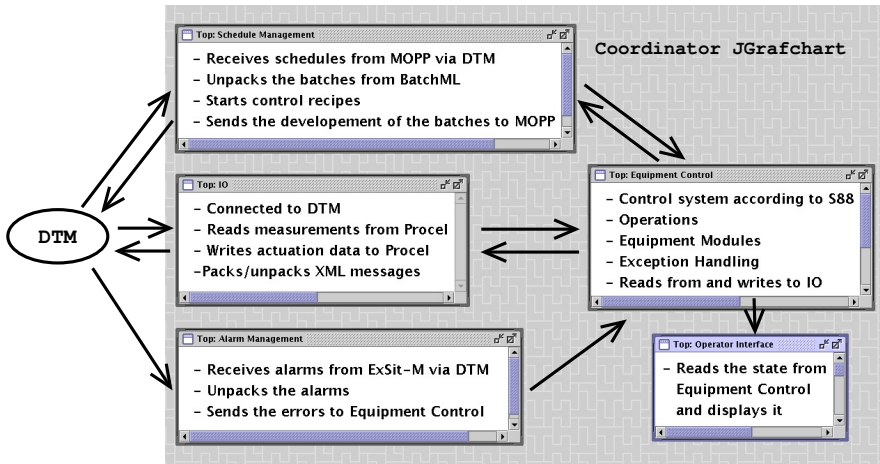 Coordinator JGrafchart
Top: Schedule Management
- Receives schedules from MOPP via DTM
- Unpacks the batches from BatchML
- Starts control recipes
- Sends the developement of the batches to MOPP
DTM
Top: IO
- Connected to DTM
- Reads measurements from Procel
- Writes actuation data to Procel
-Packs/unpacks XML messages
Top: Equipment Control
- Control system according to S88
- Operations
- Equipment Modules
- Exception Handling
- Reads from and writes to IO
Top: Alarm Management
- Receives alarms from ExSit-M via DTM
- Unpacks the alarms
- Sends the errors to Equipment Control
Top: Operator Interface
- Reads the state from
Equipment Control
and displays it